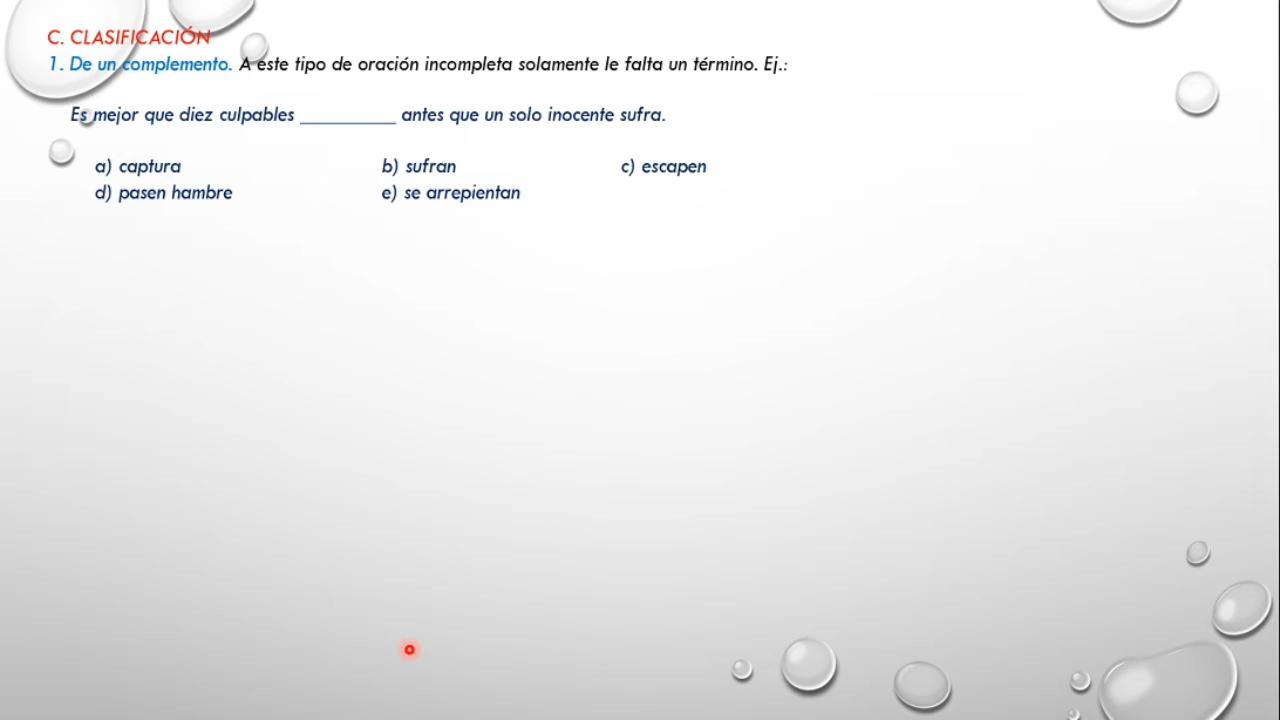 C. CLASIFICACIÓN
1. De un complemento. A este tipo de oración incompleta solamente le falta un término. Ej.:
Es mejor que diez culpables __________ antes que un solo inocente sufra.
a) captura b) sufran c) escapen
d) pasen hambre e) se arrepientan